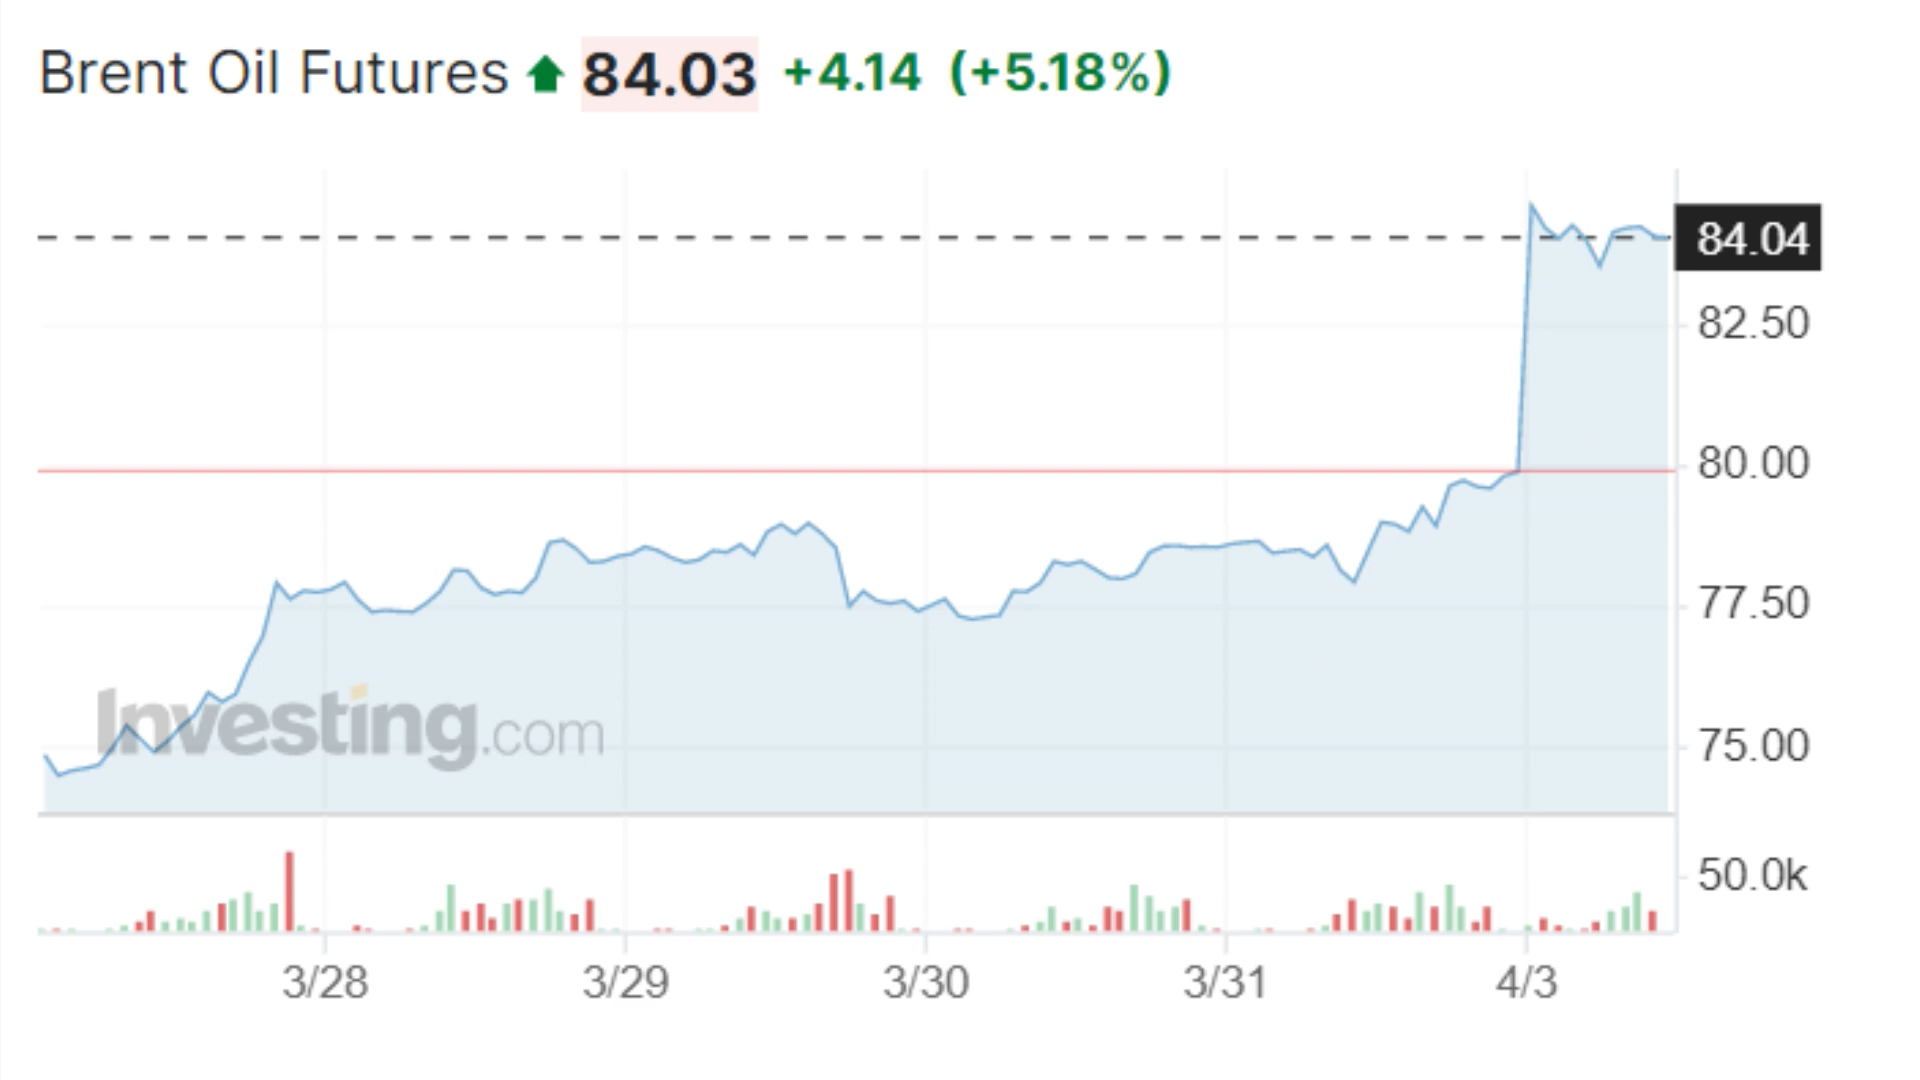 Brent Oil Futures 84.03 +4.14 (+5.18%)
84.04
82.50
80.00
77.50
75.00
Investing.com
50.0k
3/28 3/29 3/30 3/31 4/3